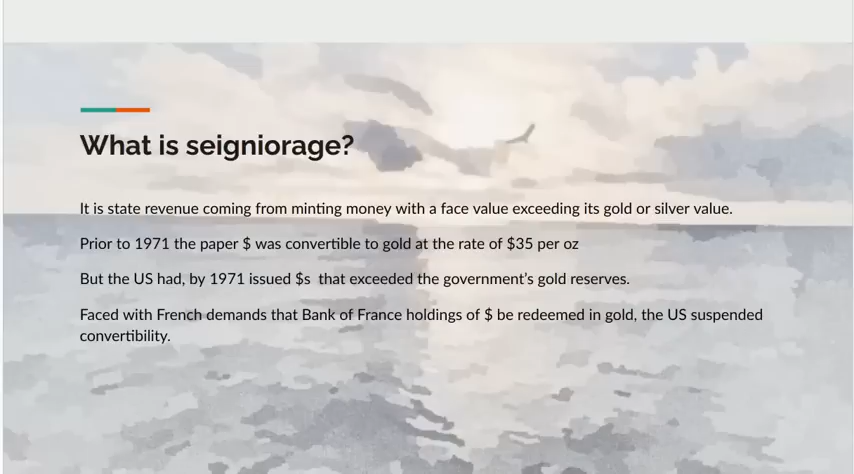 What is seigniorage?
It is state revenue coming from minting money with a face value exceeding its gold or silver value.
Prior to 1971 the paper $ was convertible to gold at the rate of $35 per oz
But the US had, by 1971 issued $s  that exceeded the government’s gold reserves.
Faced with French demands that Bank of France holdings of $ be redeemed in gold, the US suspended
convertibility.